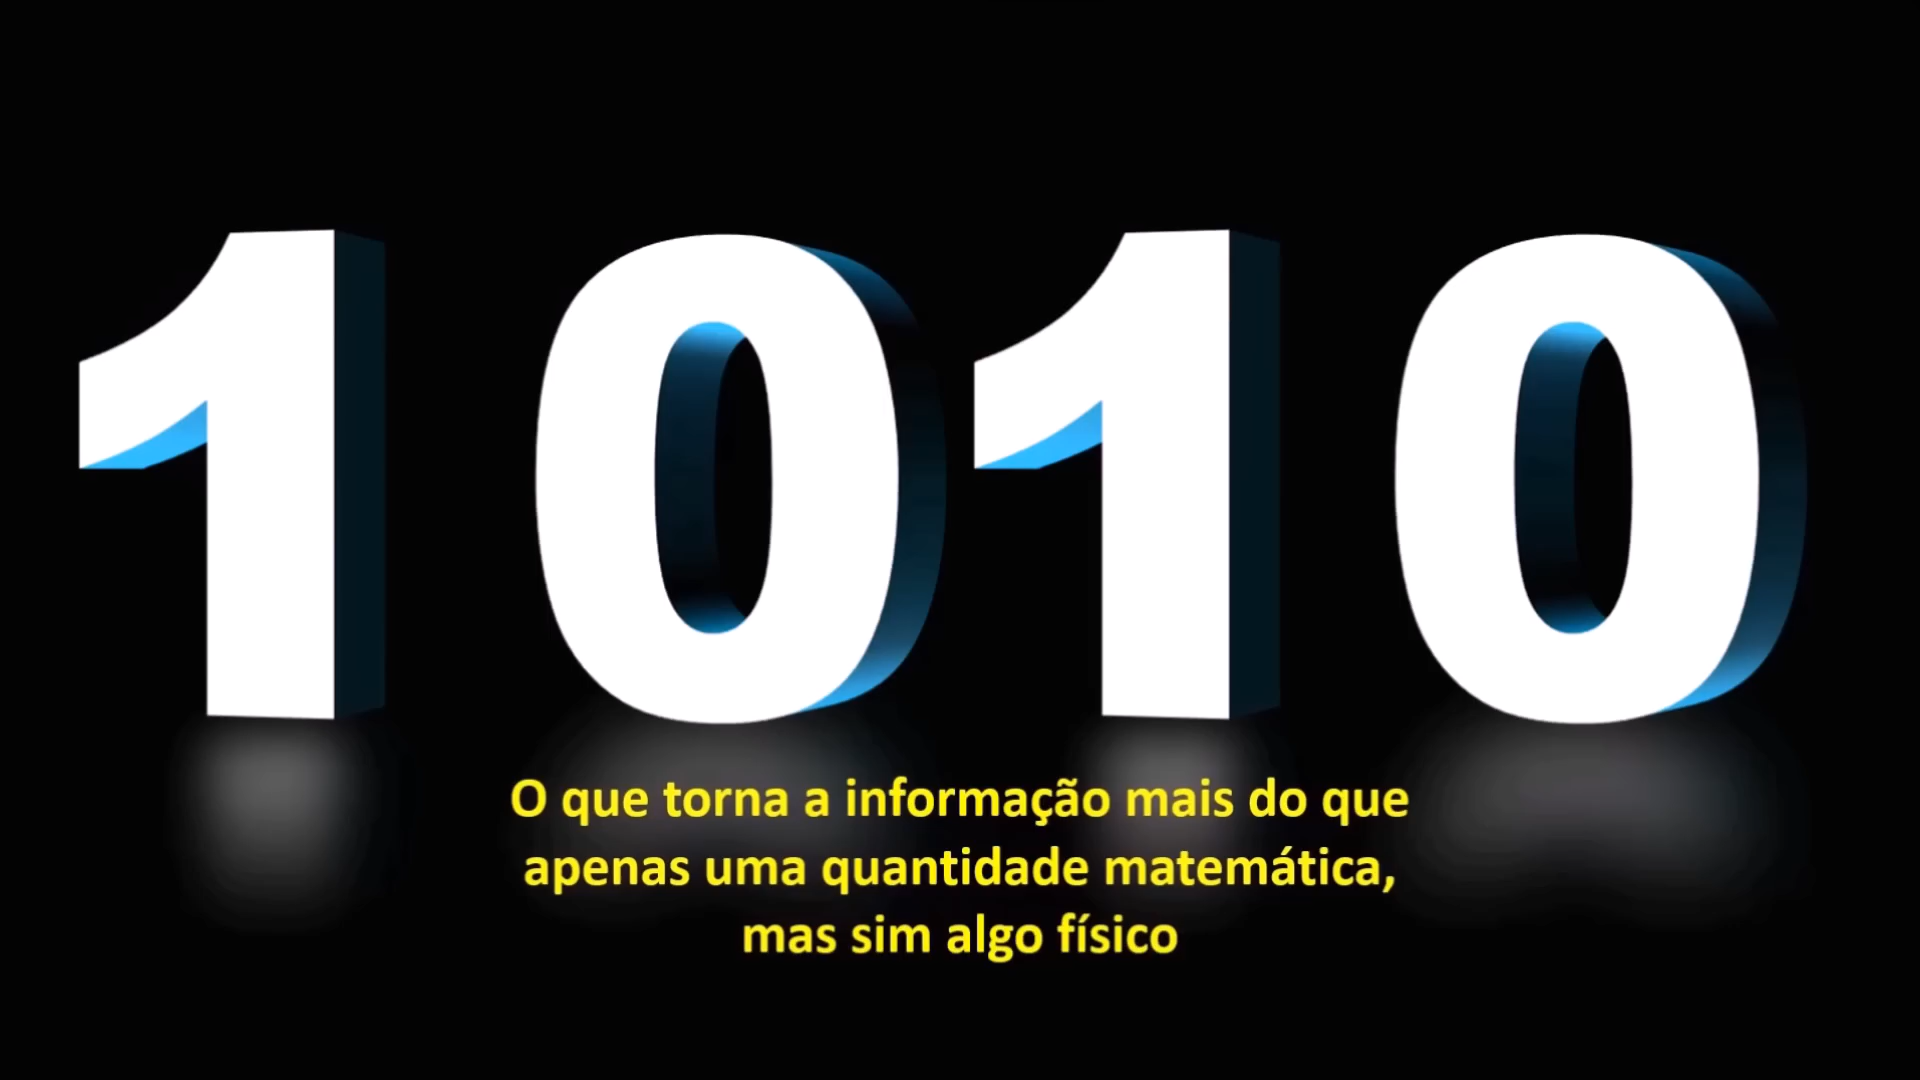 1010
O que torna a informação mais do que
apenas uma quantidade matemática,
mas sim algo físico